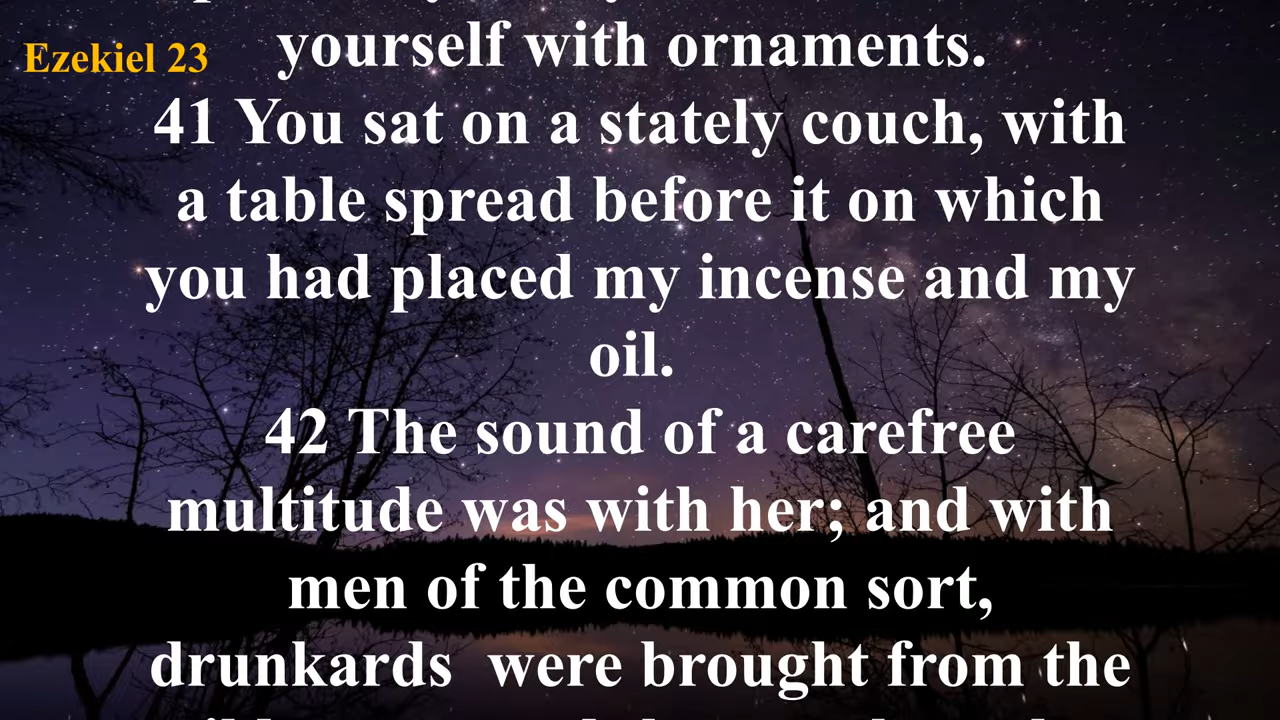 Ezekiel 23
yourself with ornaments.
41 You sat on a stately couch, with
a table spread before it on which
you had placed my incense and my
oil.
42 The sound of a carefree
multitude was with her; and with
men of the common sort,
drunkards  were brought from the